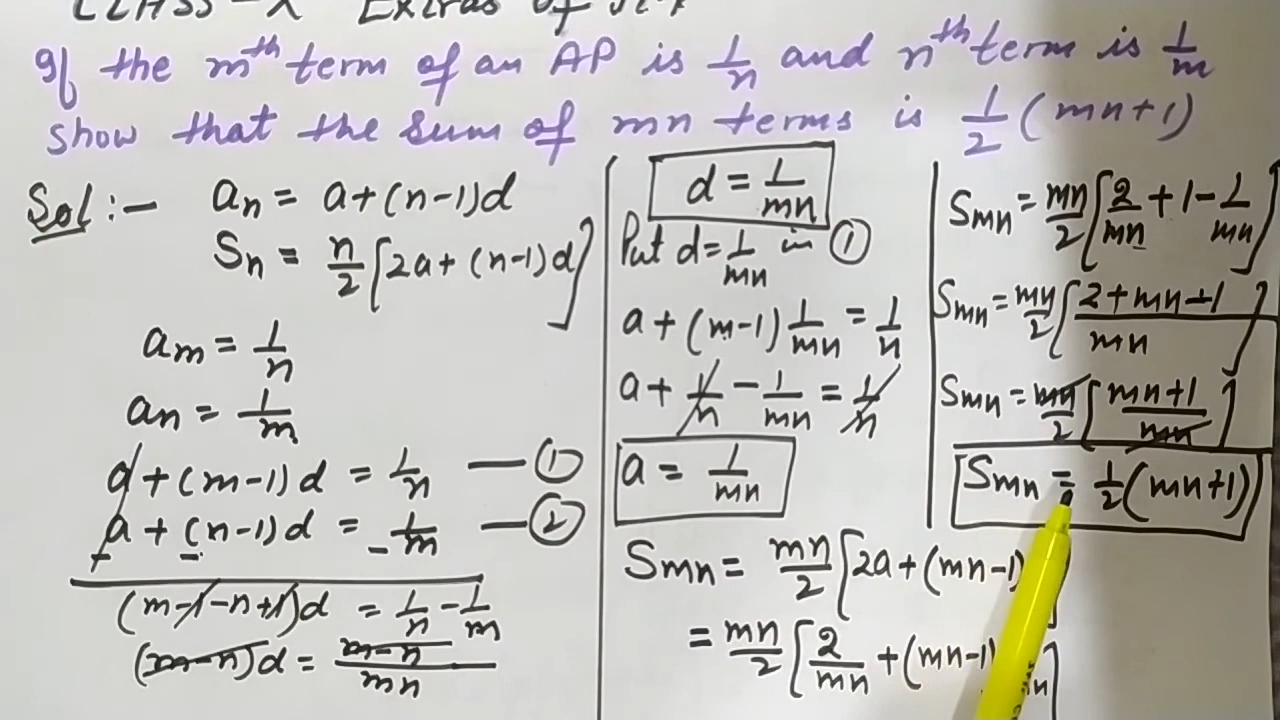 CLASS-X Extras of
If the mᵗʰ term of an AP is 1/n and nᵗʰ term is 1/m
show that the sum of mn terms is 1/2 (mn+1)
Sol :-
aₙ = a+(n-1)d
Sₙ = n/2 [2a+(n-1)d]
aₘ = 1/n
aₙ = 1/m
a+(m-1)d = 1/n — ①
a+(n-1)d = 1/m — ②
(m-1-n+1)d = 1/n - 1/m
(m-n)d = (m-n)/mn
d = 1/mn
Put d = 1/mn in ①
a+(m-1) 1/mn = 1/n
a + 1/n - 1/mn = 1/n
a = 1/mn
Sₘₙ = mn/2 [2a+(mn-1)
= mn/2 [2/mn +(mn-1)
Sₘₙ = mn/2 [2/mn + 1 - 1/mn]
Sₘₙ = mn/2 [(2+mn-1)/mn]
Sₘₙ = mn/2 [(mn+1)/mn]
Sₘₙ = 1/2 (mn+1)